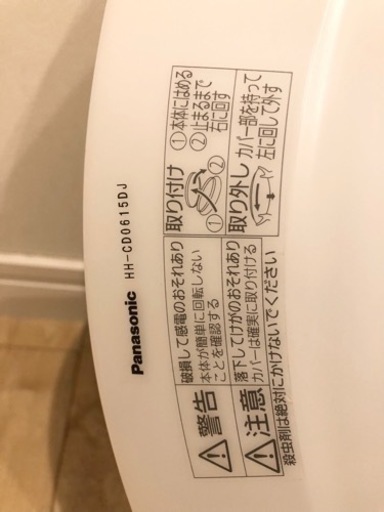 Panasonic HH-CD0615DJ
警告
破損して感電のおそれあり
本体が簡単に回転しない
ことを確認する
取り付け
①本体にはめる
②止まるまで
右に回す
①
②
注意
落下してけがのおそれあり
カバーは確実に取り付ける
取り外し
カバー部を持って
左に回して外す
殺虫剤は絶対にかけないでください